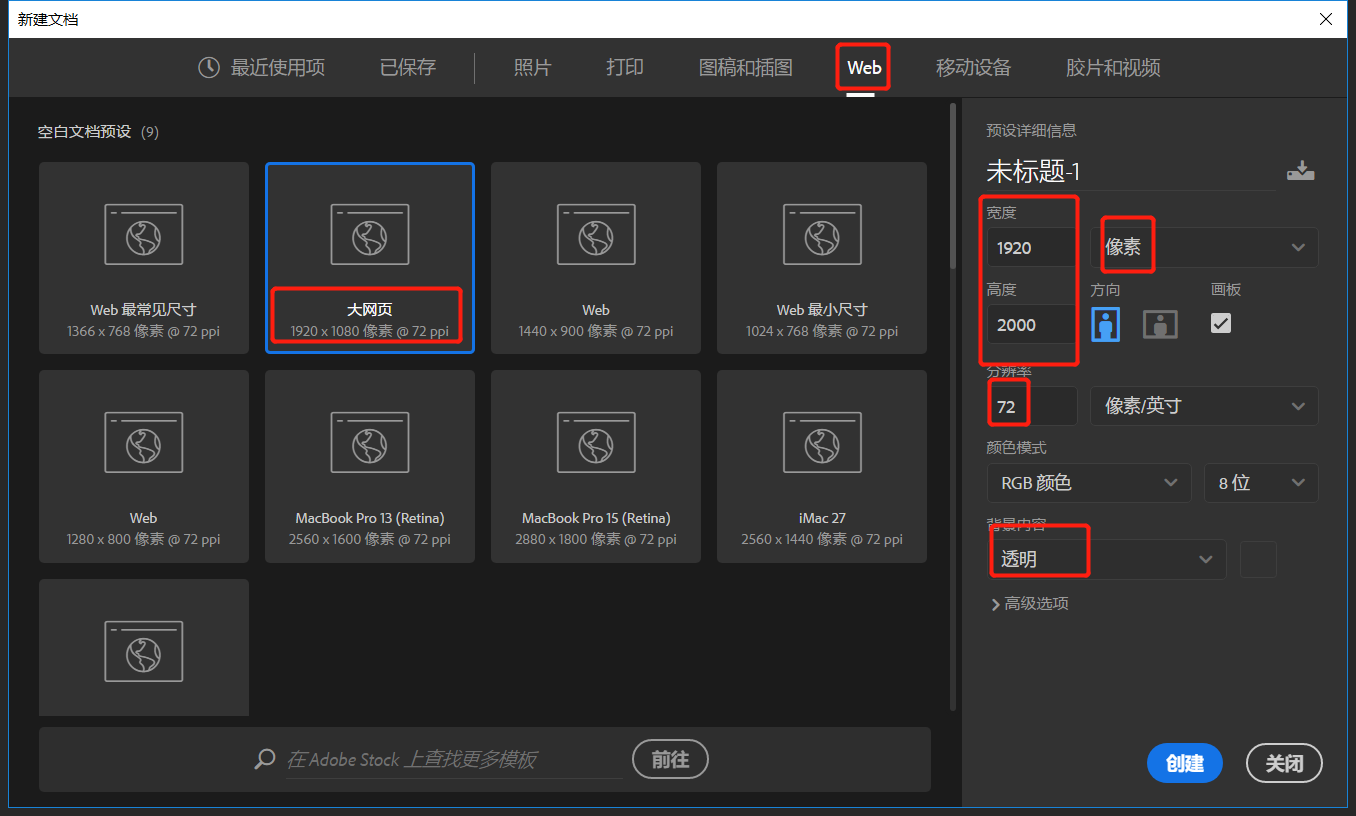 新建文档
最近使用项 已保存 照片 打印 图稿和插图 Web 移动设备 胶片和视频
空白文档预设 (9)
Web 最常见尺寸
1366 x 768 像素 @ 72 ppi
大网页
1920 x 1080 像素 @ 72 ppi
Web
1440 x 900 像素 @ 72 ppi
Web 最小尺寸
1024 x 768 像素 @ 72 ppi
Web
1280 x 800 像素 @ 72 ppi
MacBook Pro 13 (Retina)
2560 x 1600 像素 @ 72 ppi
MacBook Pro 15 (Retina)
2880 x 1800 像素 @ 72 ppi
iMac 27
2560 x 1440 像素 @ 72 ppi
在 Adobe Stock 上查找更多模板 前往
预设详细信息
未标题-1
宽度
1920 像素
高度 方向 画板
2000
分辨率
72 像素/英寸
颜色模式
RGB 颜色 8 位
背景内容
透明
高级选项
创建 关闭